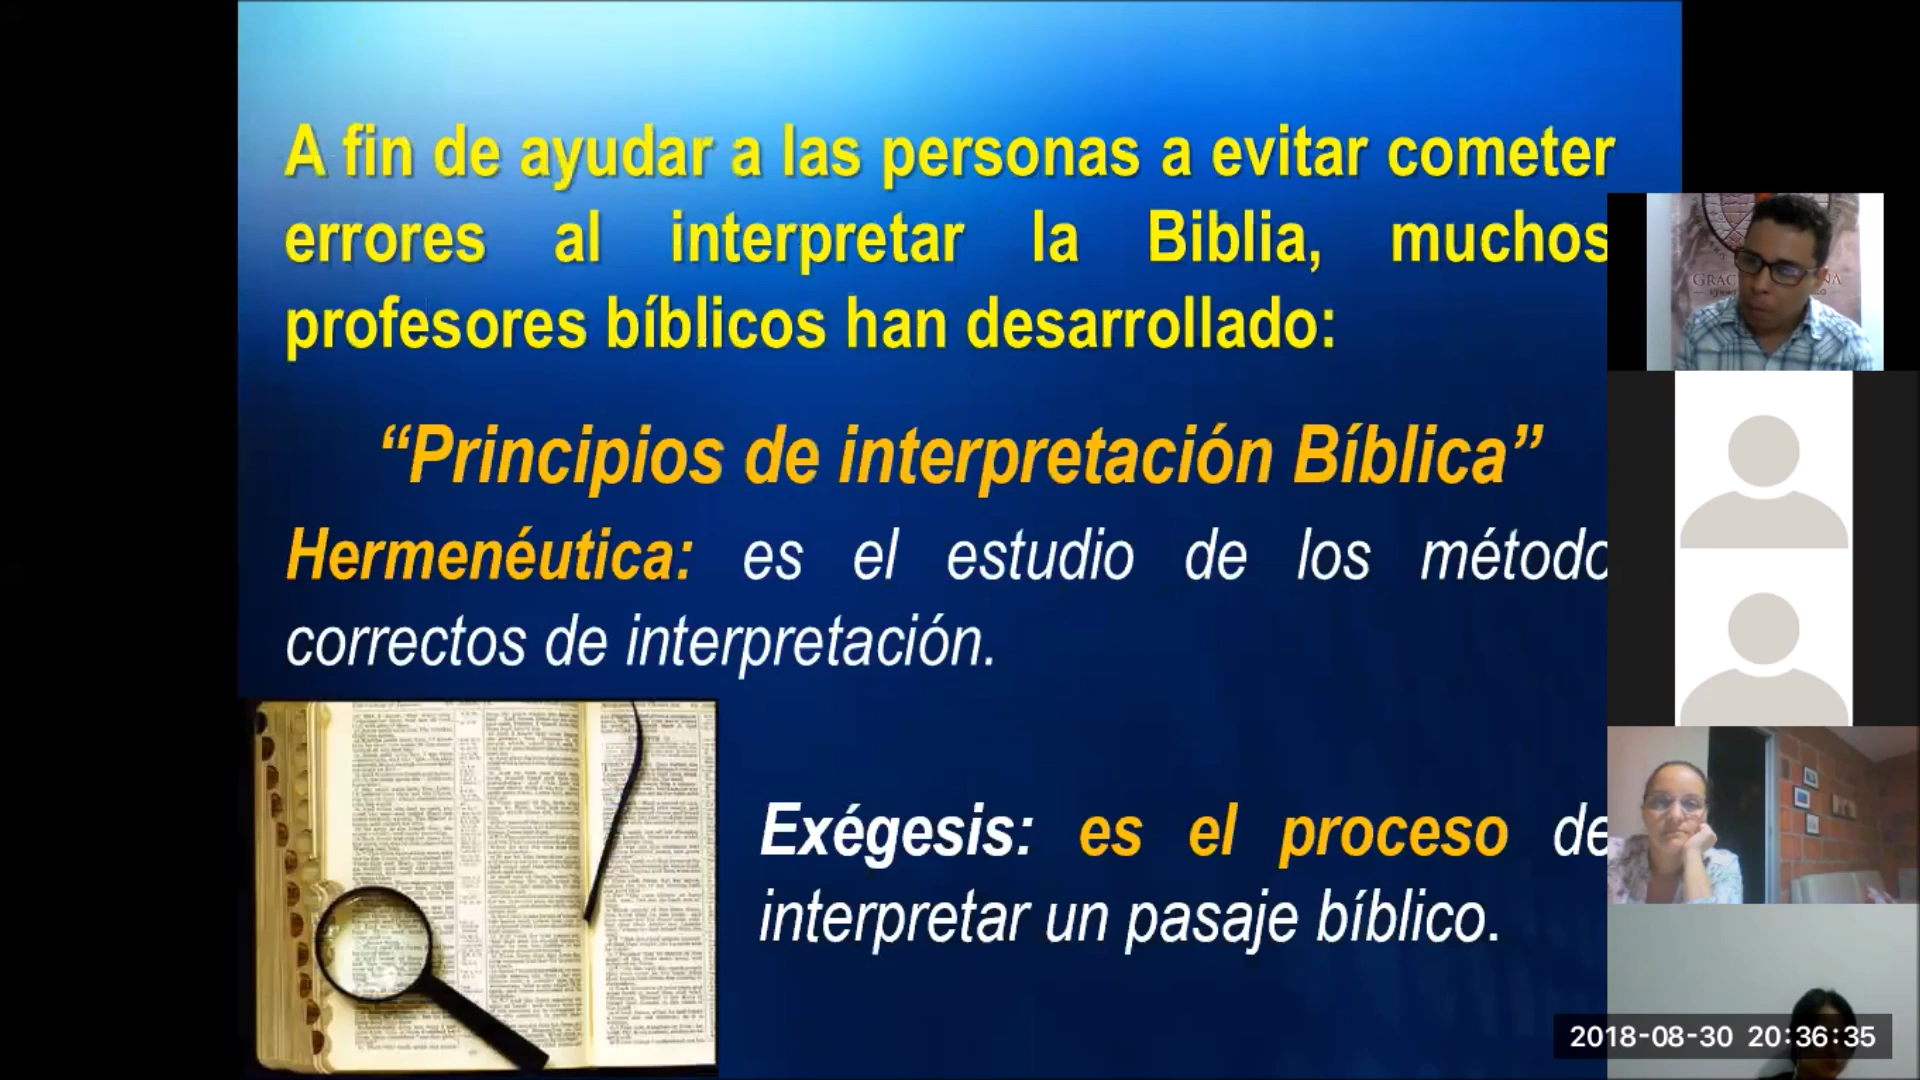 A fin de ayudar a las personas a evitar cometer
errores al interpretar la Biblia, muchos
profesores bíblicos han desarrollado:
“Principios de interpretación Bíblica”
Hermenéutica: es el estudio de los método
correctos de interpretación.
Exégesis: es el proceso de
interpretar un pasaje bíblico.
2018-08-30 20:36:35